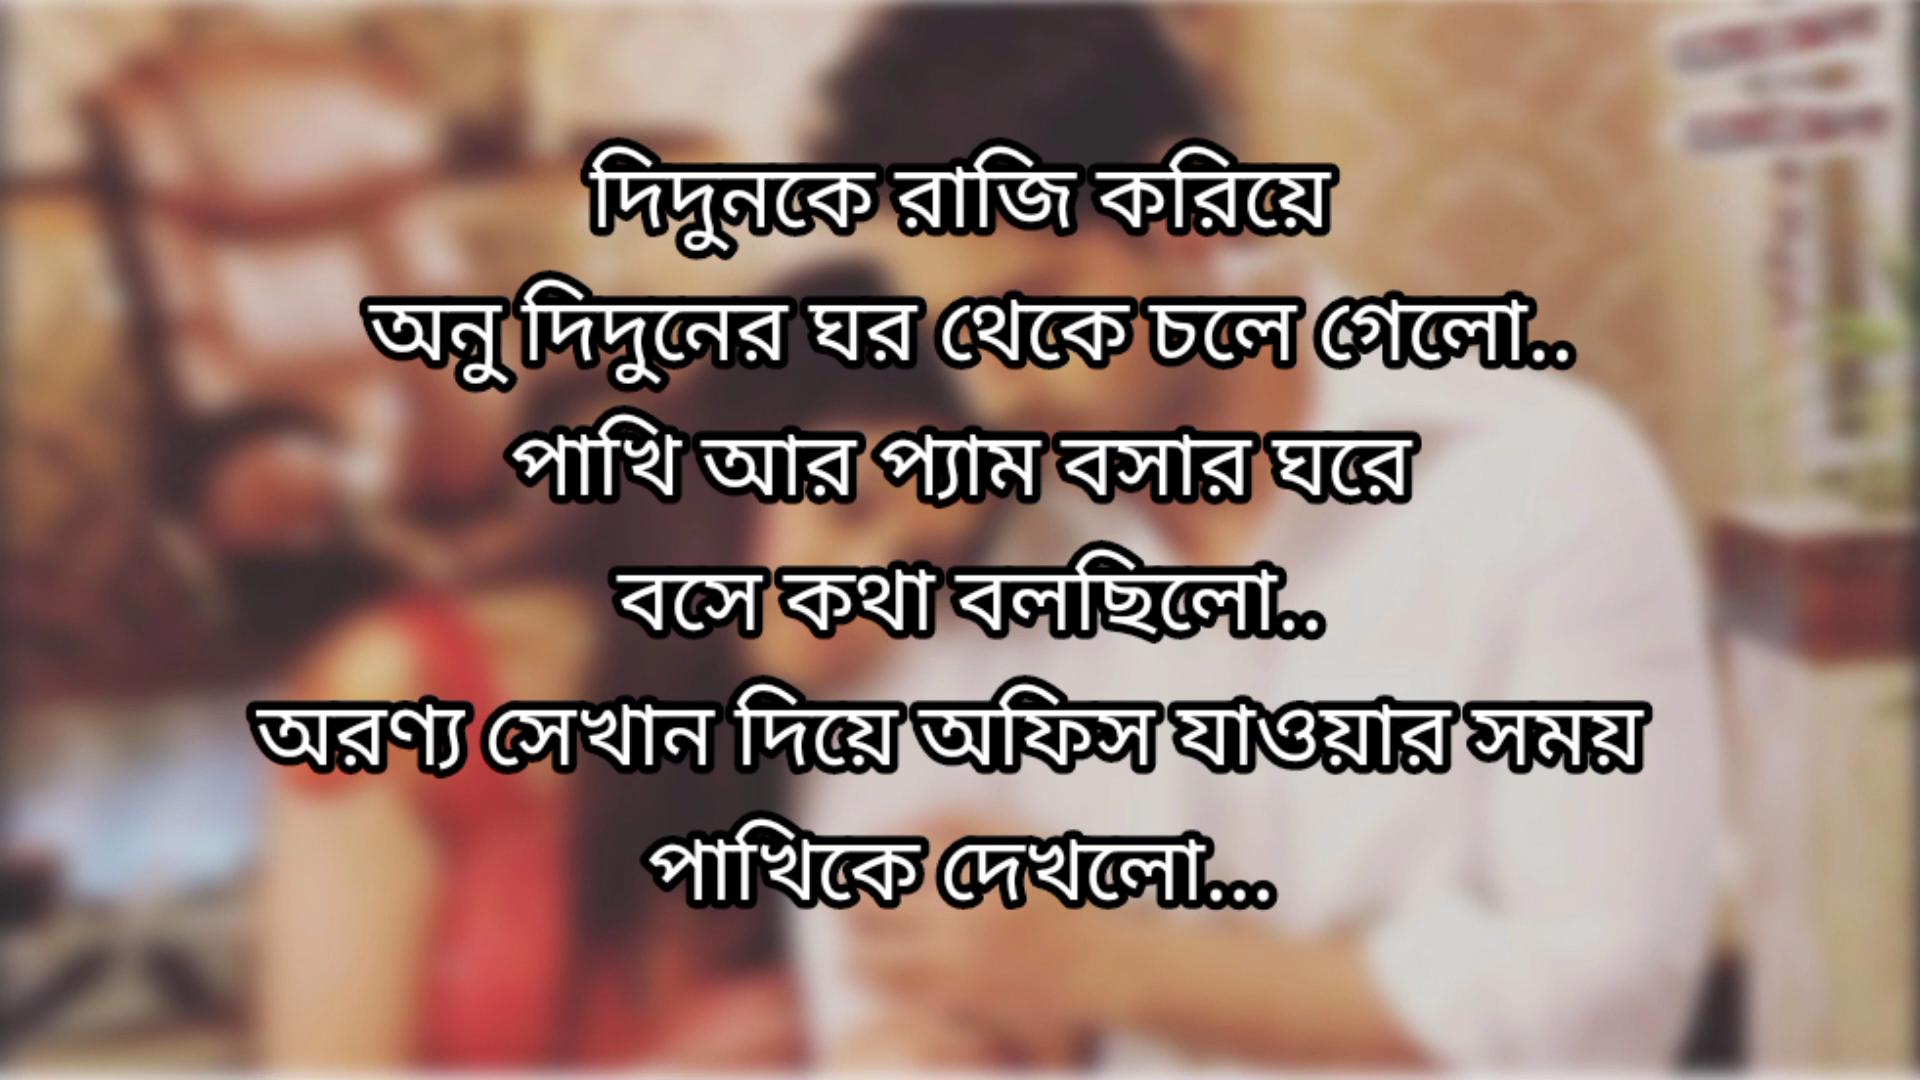 দিদুনকে রাজি করিয়ে
অনু দিদুনের ঘর থেকে চলে গেলো..
পাখি আর প্যাম বসার ঘরে
বসে কথা বলছিলো..
অরণ্য সেখান দিয়ে অফিস যাওয়ার সময়
পাখিকে দেখলো...